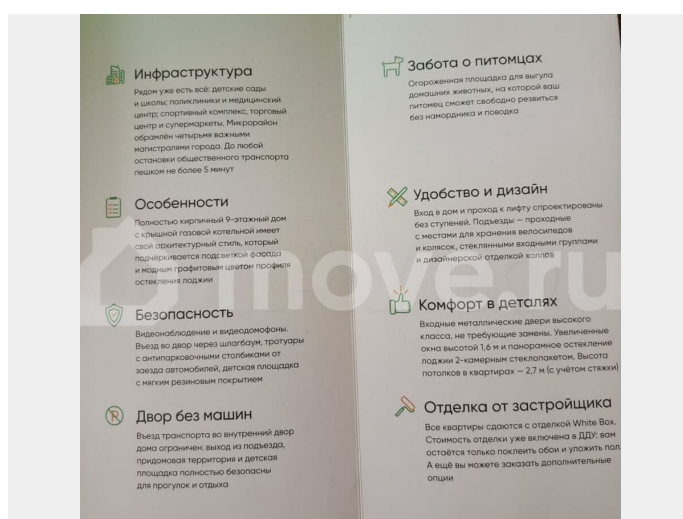 Инфраструктура
Рядом уже есть всё: детские сады
и школы; поликлиники и медицинский
центр; спортивный комплекс, торговый
центр и супермаркеты. Микрорайон
обрамлён четырьмя важными
магистралями города. До любой
остановки общественного транспорта
пешком не более 5 минут
Особенности
Полностью кирпичный 9-этажный дом
с крышной газовой котельной имеет
свой архитектурный стиль, который
подчёркивается подсветкой фасада
и модным графитовым цветом профиля
остекления лоджии
Безопасность
Видеонаблюдение и видеодомофоны.
Въезд во двор через шлагбаум, тротуары
с антипарковочными столбиками от
заезда автомобилей, детская площадка
с мягким резиновым покрытием
Двор без машин
Въезд транспорта во внутренний двор
дома ограничен: выход из подъезда,
придомовая территория и детская
площадка полностью безопасны
для прогулок и отдыха
Забота о питомцах
Огороженная площадка для выгула
домашних животных, на которой ваш
питомец сможет свободно резвиться
без намордника и поводка
Удобство и дизайн
Вход в дом и проход к лифту спроектированы
без ступеней. Подъезды — проходные
с местами для хранения велосипедов
и колясок, стеклянными входными группами
и дизайнерской отделкой холлов
Комфорт в деталях
Входные металлические двери высокого
класса, не требующие замены. Увеличенные
окна высотой 1,6 м и панорамное остекление
лоджии 2-камерным стеклопакетом. Высота
потолков в квартирах — 2,7 м (с учётом стяжки)
Отделка от застройщика
Все квартиры сдаются с отделкой White Box.
Стоимость отделки уже включена в ДДУ: вам
остаётся только поклеить обои и уложить пол.
А ещё вы можете заказать дополнительные
опции
move.ru